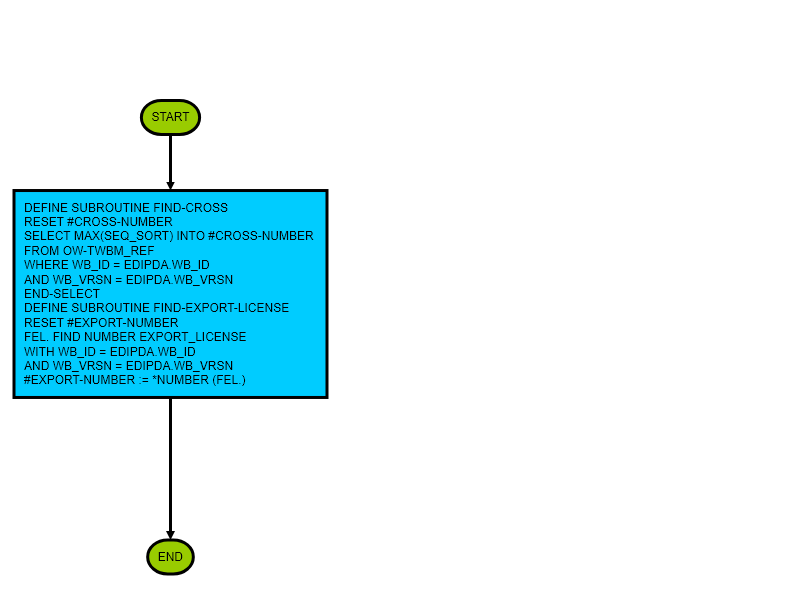 START
DEFINE SUBROUTINE FIND-CROSS
RESET #CROSS-NUMBER
SELECT MAX(SEQ_SORT) INTO #CROSS-NUMBER
FROM OW-TWBM_REF
WHERE WB_ID = EDIPDA.WB_ID
AND WB_VRSN = EDIPDA.WB_VRSN
END-SELECT
DEFINE SUBROUTINE FIND-EXPORT-LICENSE
RESET #EXPORT-NUMBER
FEL. FIND NUMBER EXPORT_LICENSE
WITH WB_ID = EDIPDA.WB_ID
AND WB_VRSN = EDIPDA.WB_VRSN
#EXPORT-NUMBER := *NUMBER (FEL.)
END